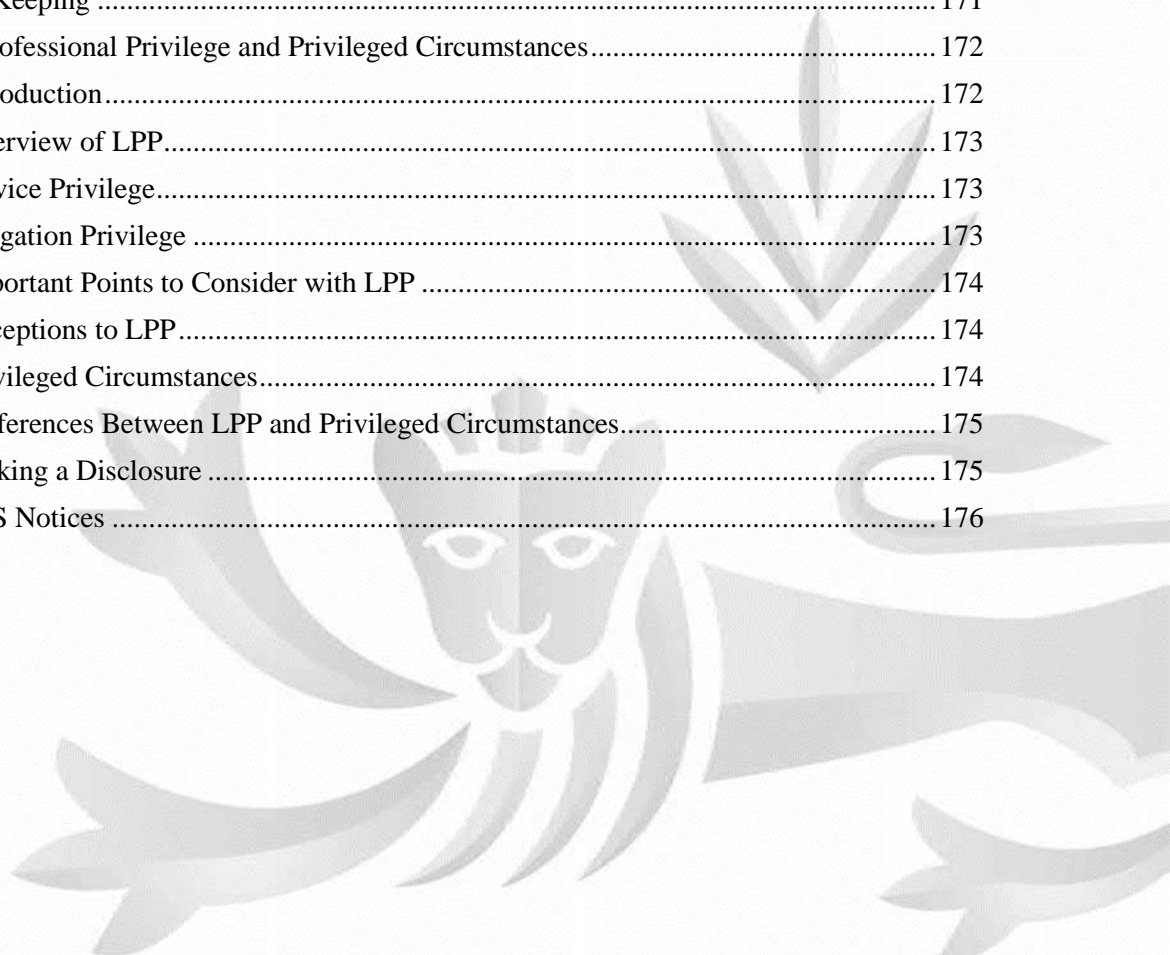 Keeping ........................................................ 171
ofessional Privilege and Privileged Circumstances ........................................................ 172
oduction ........................................................ 172
erview of LPP ........................................................ 173
vice Privilege ........................................................ 173
gation Privilege ........................................................ 173
portant Points to Consider with LPP ........................................................ 174
ceptions to LPP ........................................................ 174
vileged Circumstances ........................................................ 174
ferences Between LPP and Privileged Circumstances ........................................................ 175
king a Disclosure ........................................................ 175
S Notices ........................................................ 176